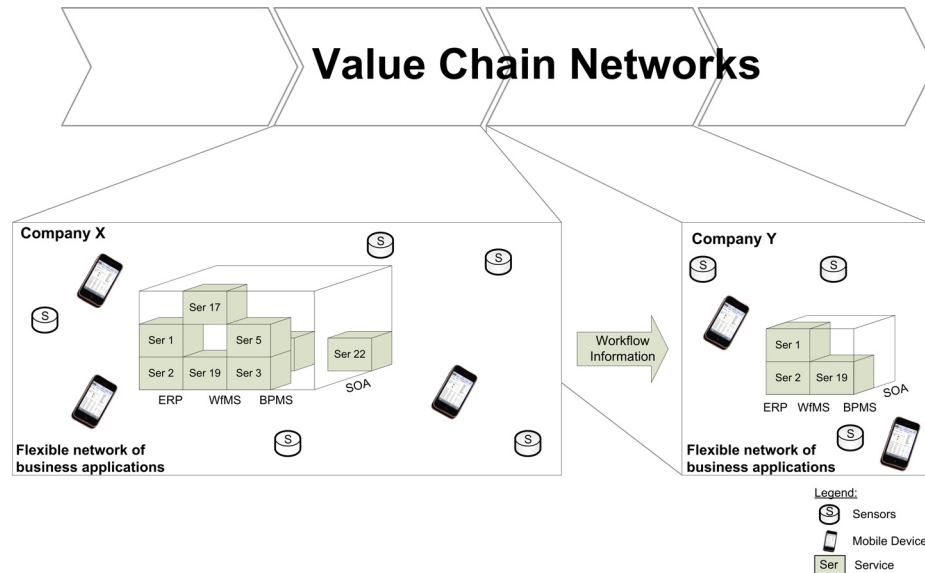 Value Chain Networks
Company X
S
S
S
Ser 17
Ser 1
Ser 5
Ser 2
Ser 19
Ser 3
Ser 22
ERP
WfMS
BPMS
SOA
S
S
Flexible network of
business applications
Workflow
Information
Company Y
S
S
Ser 1
Ser 2
Ser 19
ERP
WfMS
BPMS
SOA
S
Flexible network of
business applications
Legend:
S
Sensors
Mobile Device
Ser
Service